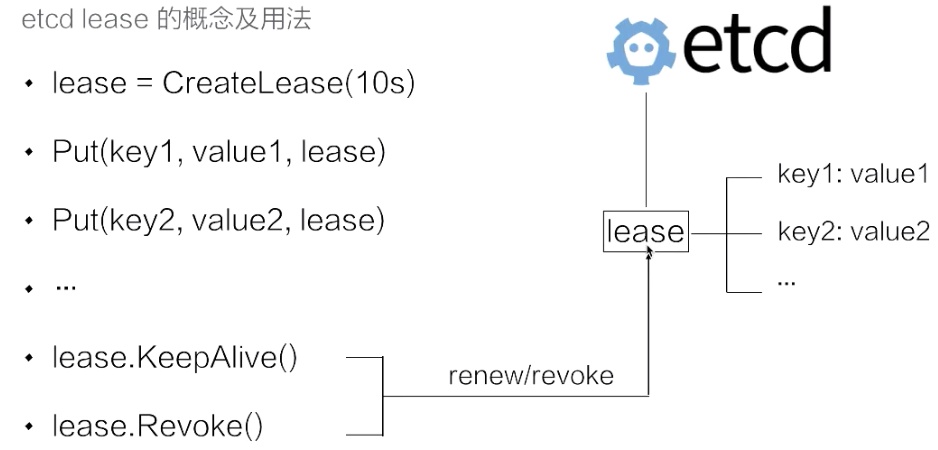 etcd lease 的概念及用法
etcd
• lease = CreateLease(10s)
• Put(key1, value1, lease)
• Put(key2, value2, lease)
• ...
• lease.KeepAlive()
• lease.Revoke()
renew/revoke
lease
key1: value1
key2: value2
...